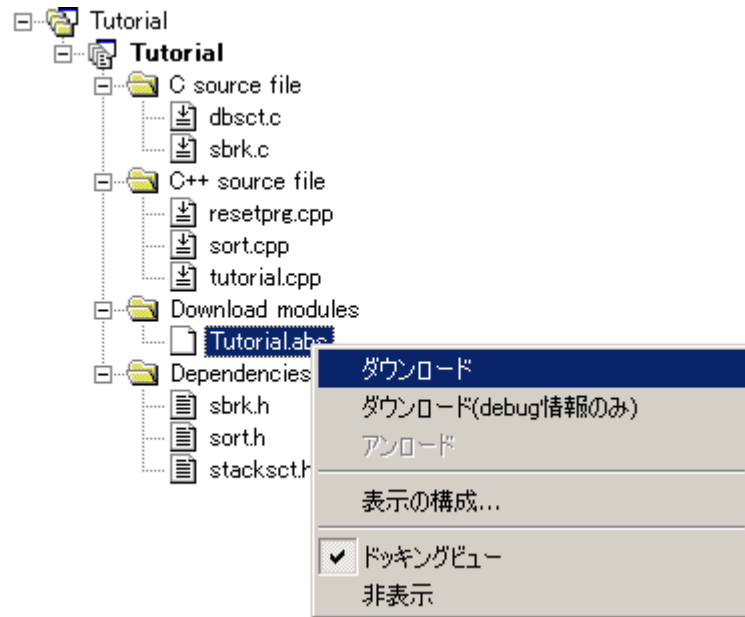 Tutorial
Tutorial
C source file
dbsct.c
sbrk.c
C++ source file
resetprg.cpp
sort.cpp
tutorial.cpp
Download modules
Tutorial.abs
Dependencies
sbrk.h
sort.h
stacksct.h
ダウンロード
ダウンロード(debug情報のみ)
アンロード
表示の構成...
ドッキングビュー
非表示